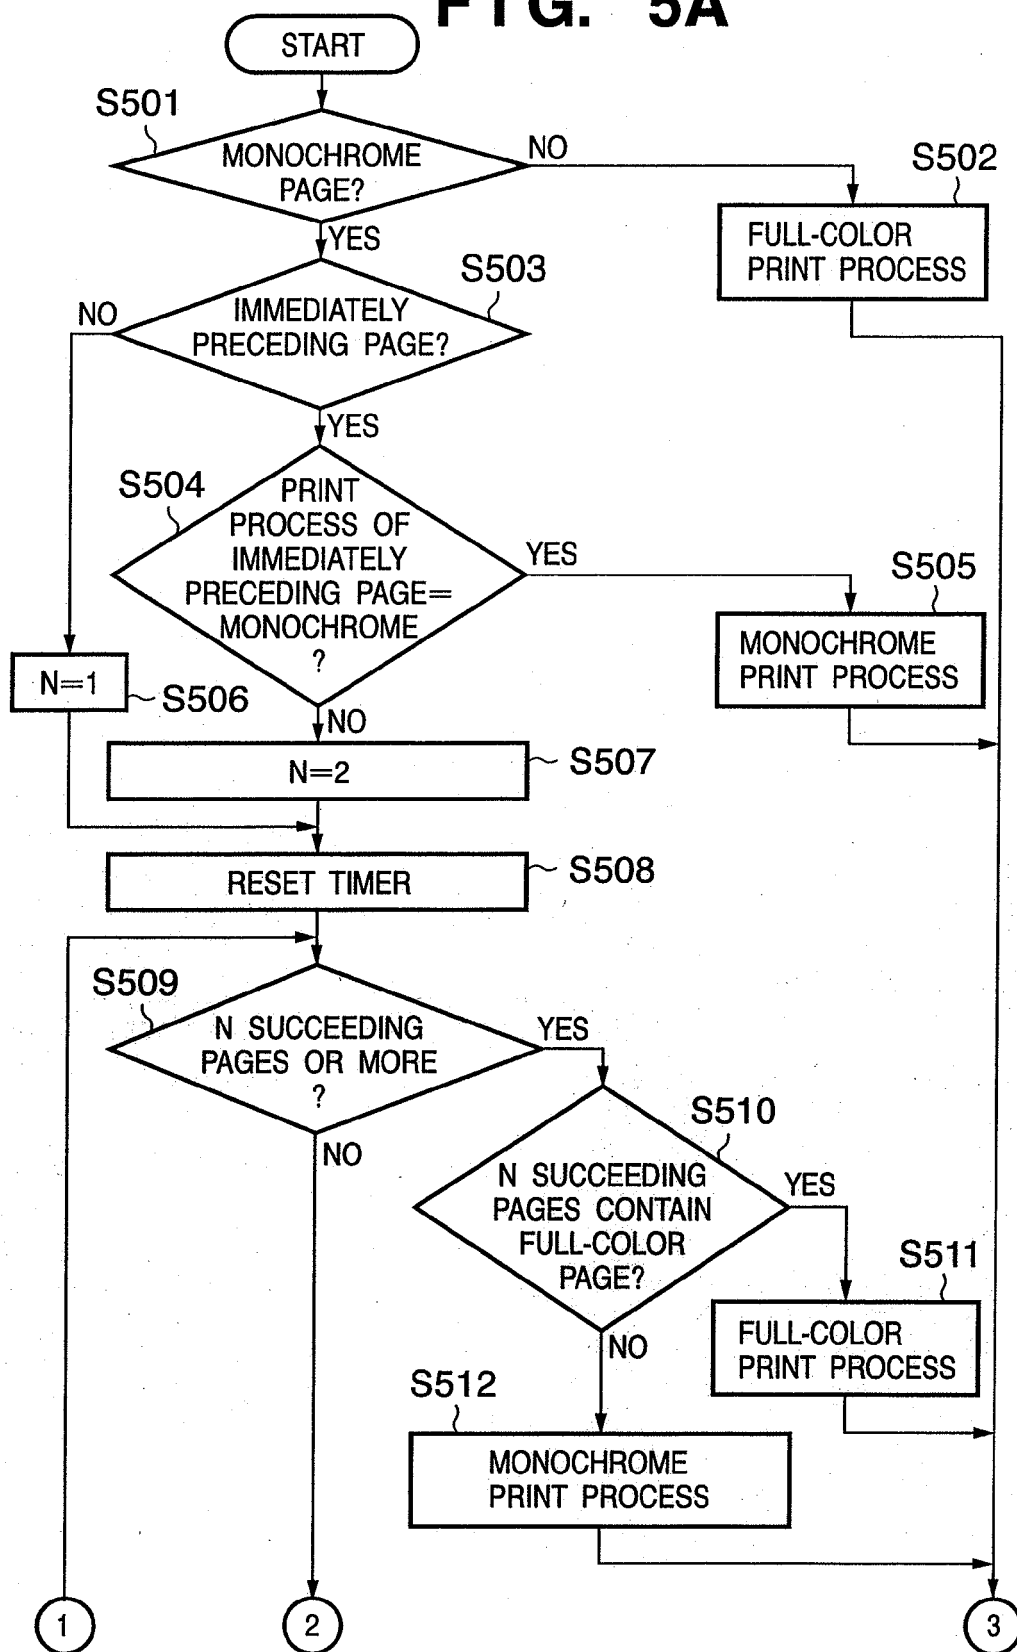 FIG. 5A
START
S501
MONOCHROME
PAGE?
NO
S502
FULL-COLOR
PRINT PROCESS
YES
S503
IMMEDIATELY
PRECEDING PAGE?
NO
YES
S504
PRINT
PROCESS OF
IMMEDIATELY
PRECEDING PAGE=
MONOCHROME
?
YES
S505
MONOCHROME
PRINT PROCESS
N=1
S506
NO
N=2
S507
RESET TIMER
S508
S509
N SUCCEEDING
PAGES OR MORE
?
YES
NO
S510
N SUCCEEDING
PAGES CONTAIN
FULL-COLOR
PAGE?
YES
S511
FULL-COLOR
PRINT PROCESS
NO
S512
MONOCHROME
PRINT PROCESS
1
2
3